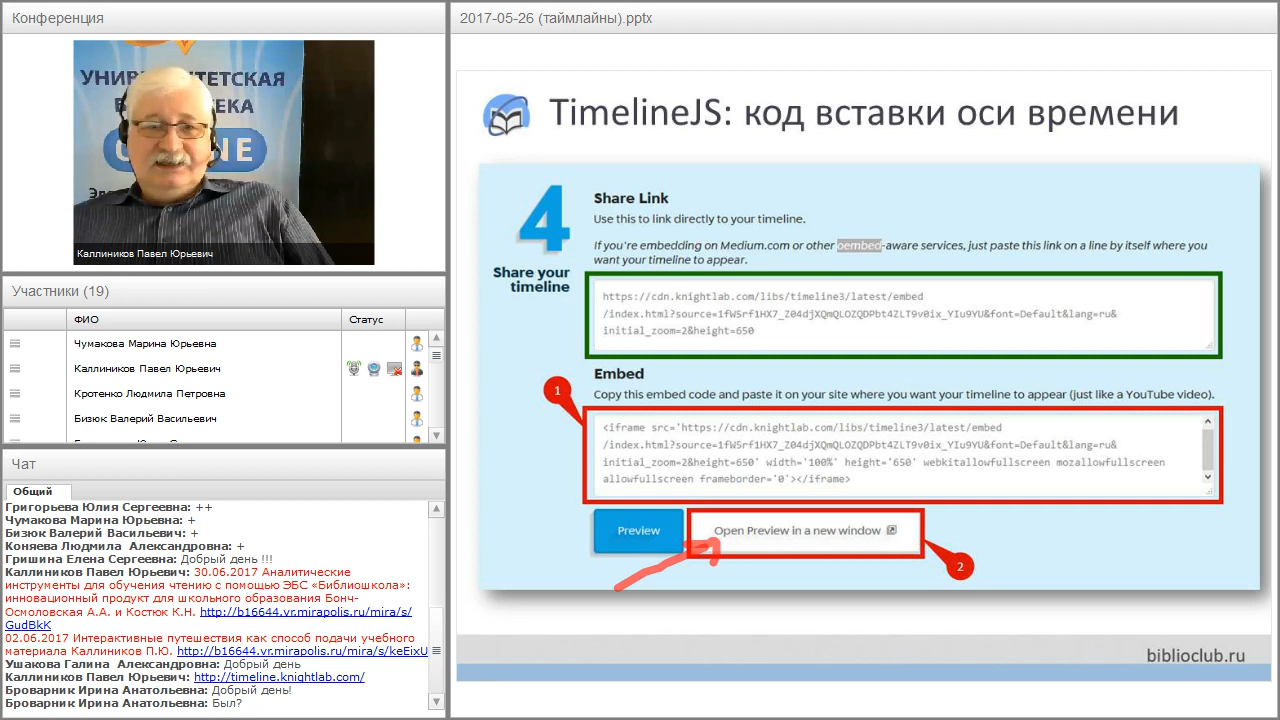 Конференция
УНИВЕРСИТЕТСКАЯ
Каллиников Павел Юрьевич
Участники (19)
ФИО
Статус
Чумакова Марина Юрьевна
Каллиников Павел Юрьевич
Кротенко Людмила Петровна
Бизюк Валерий Васильевич
Чат
Общий
Григорьева Юлия Сергеевна: ++
Чумакова Марина Юрьевна: +
Бизюк Валерий Васильевич: +
Коняева Людмила Александровна: +
Гришина Елена Сергеевна: Добрый день !!!
Каллиников Павел Юрьевич: 30.06.2017 Аналитические
инструменты для обучения чтению с помощью ЭБС «Библиошкола»:
инновационный продукт для школьного образования Бонч-
Осмоловская А.А. и Костюк К.Н. http://b16644.vr.mirapolis.ru/mira/s/
GudBkK
02.06.2017 Интерактивные путешествия как способ подачи учебного
материала Каллиников П.Ю. http://b16644.vr.mirapolis.ru/mira/s/keEixU
Ушакова Галина Александровна: Добрый день
Каллиников Павел Юрьевич: http://timeline.knightlab.com/
Броварник Ирина Анатольевна: Добрый день!
Броварник Ирина Анатольевна: Был?
2017-05-26 (таймлайны).pptx
TimelineJS: код вставки оси времени
4
Share your
timeline
Share Link
Use this to link directly to your timeline.
If you're embedding on Medium.com or other oembed-aware services, just paste this link on a line by itself where you
want your timeline to appear.
https://cdn.knightlab.com/libs/timeline3/latest/embed
/index.html?source=1fWSrf1HX7_Z04djXQmQLOZQDPbt4ZLT9v0ix_YIu9YU&font=Default&lang=ru&
initial_zoom=2&height=650
Embed
1
Copy this embed code and paste it on your site where you want your timeline to appear (just like a YouTube video).
<iframe src='https://cdn.knightlab.com/libs/timeline3/latest/embed
/index.html?source=1fWSrf1HX7_Z04djXQmQLOZQDPbt4ZLT9v0ix_YIu9YU&font=Default&lang=ru&
initial_zoom=2&height=650' width='100%' height='650' webkitallowfullscreen mozallowfullscreen
allowfullscreen frameborder='0'></iframe>
Preview
Open Preview in a new window
2
biblioclub.ru